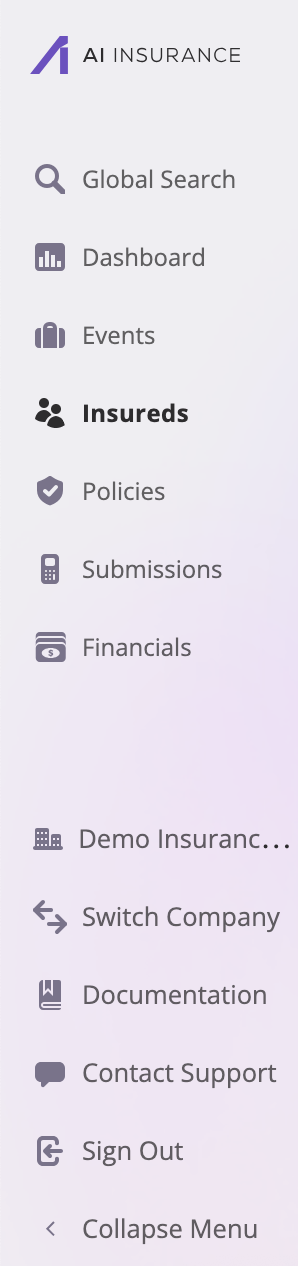 AI INSURANCE
Global Search
Dashboard
Events
Insureds
Policies
Submissions
Financials
Demo Insuranc...
Switch Company
Documentation
Contact Support
Sign Out
Collapse Menu